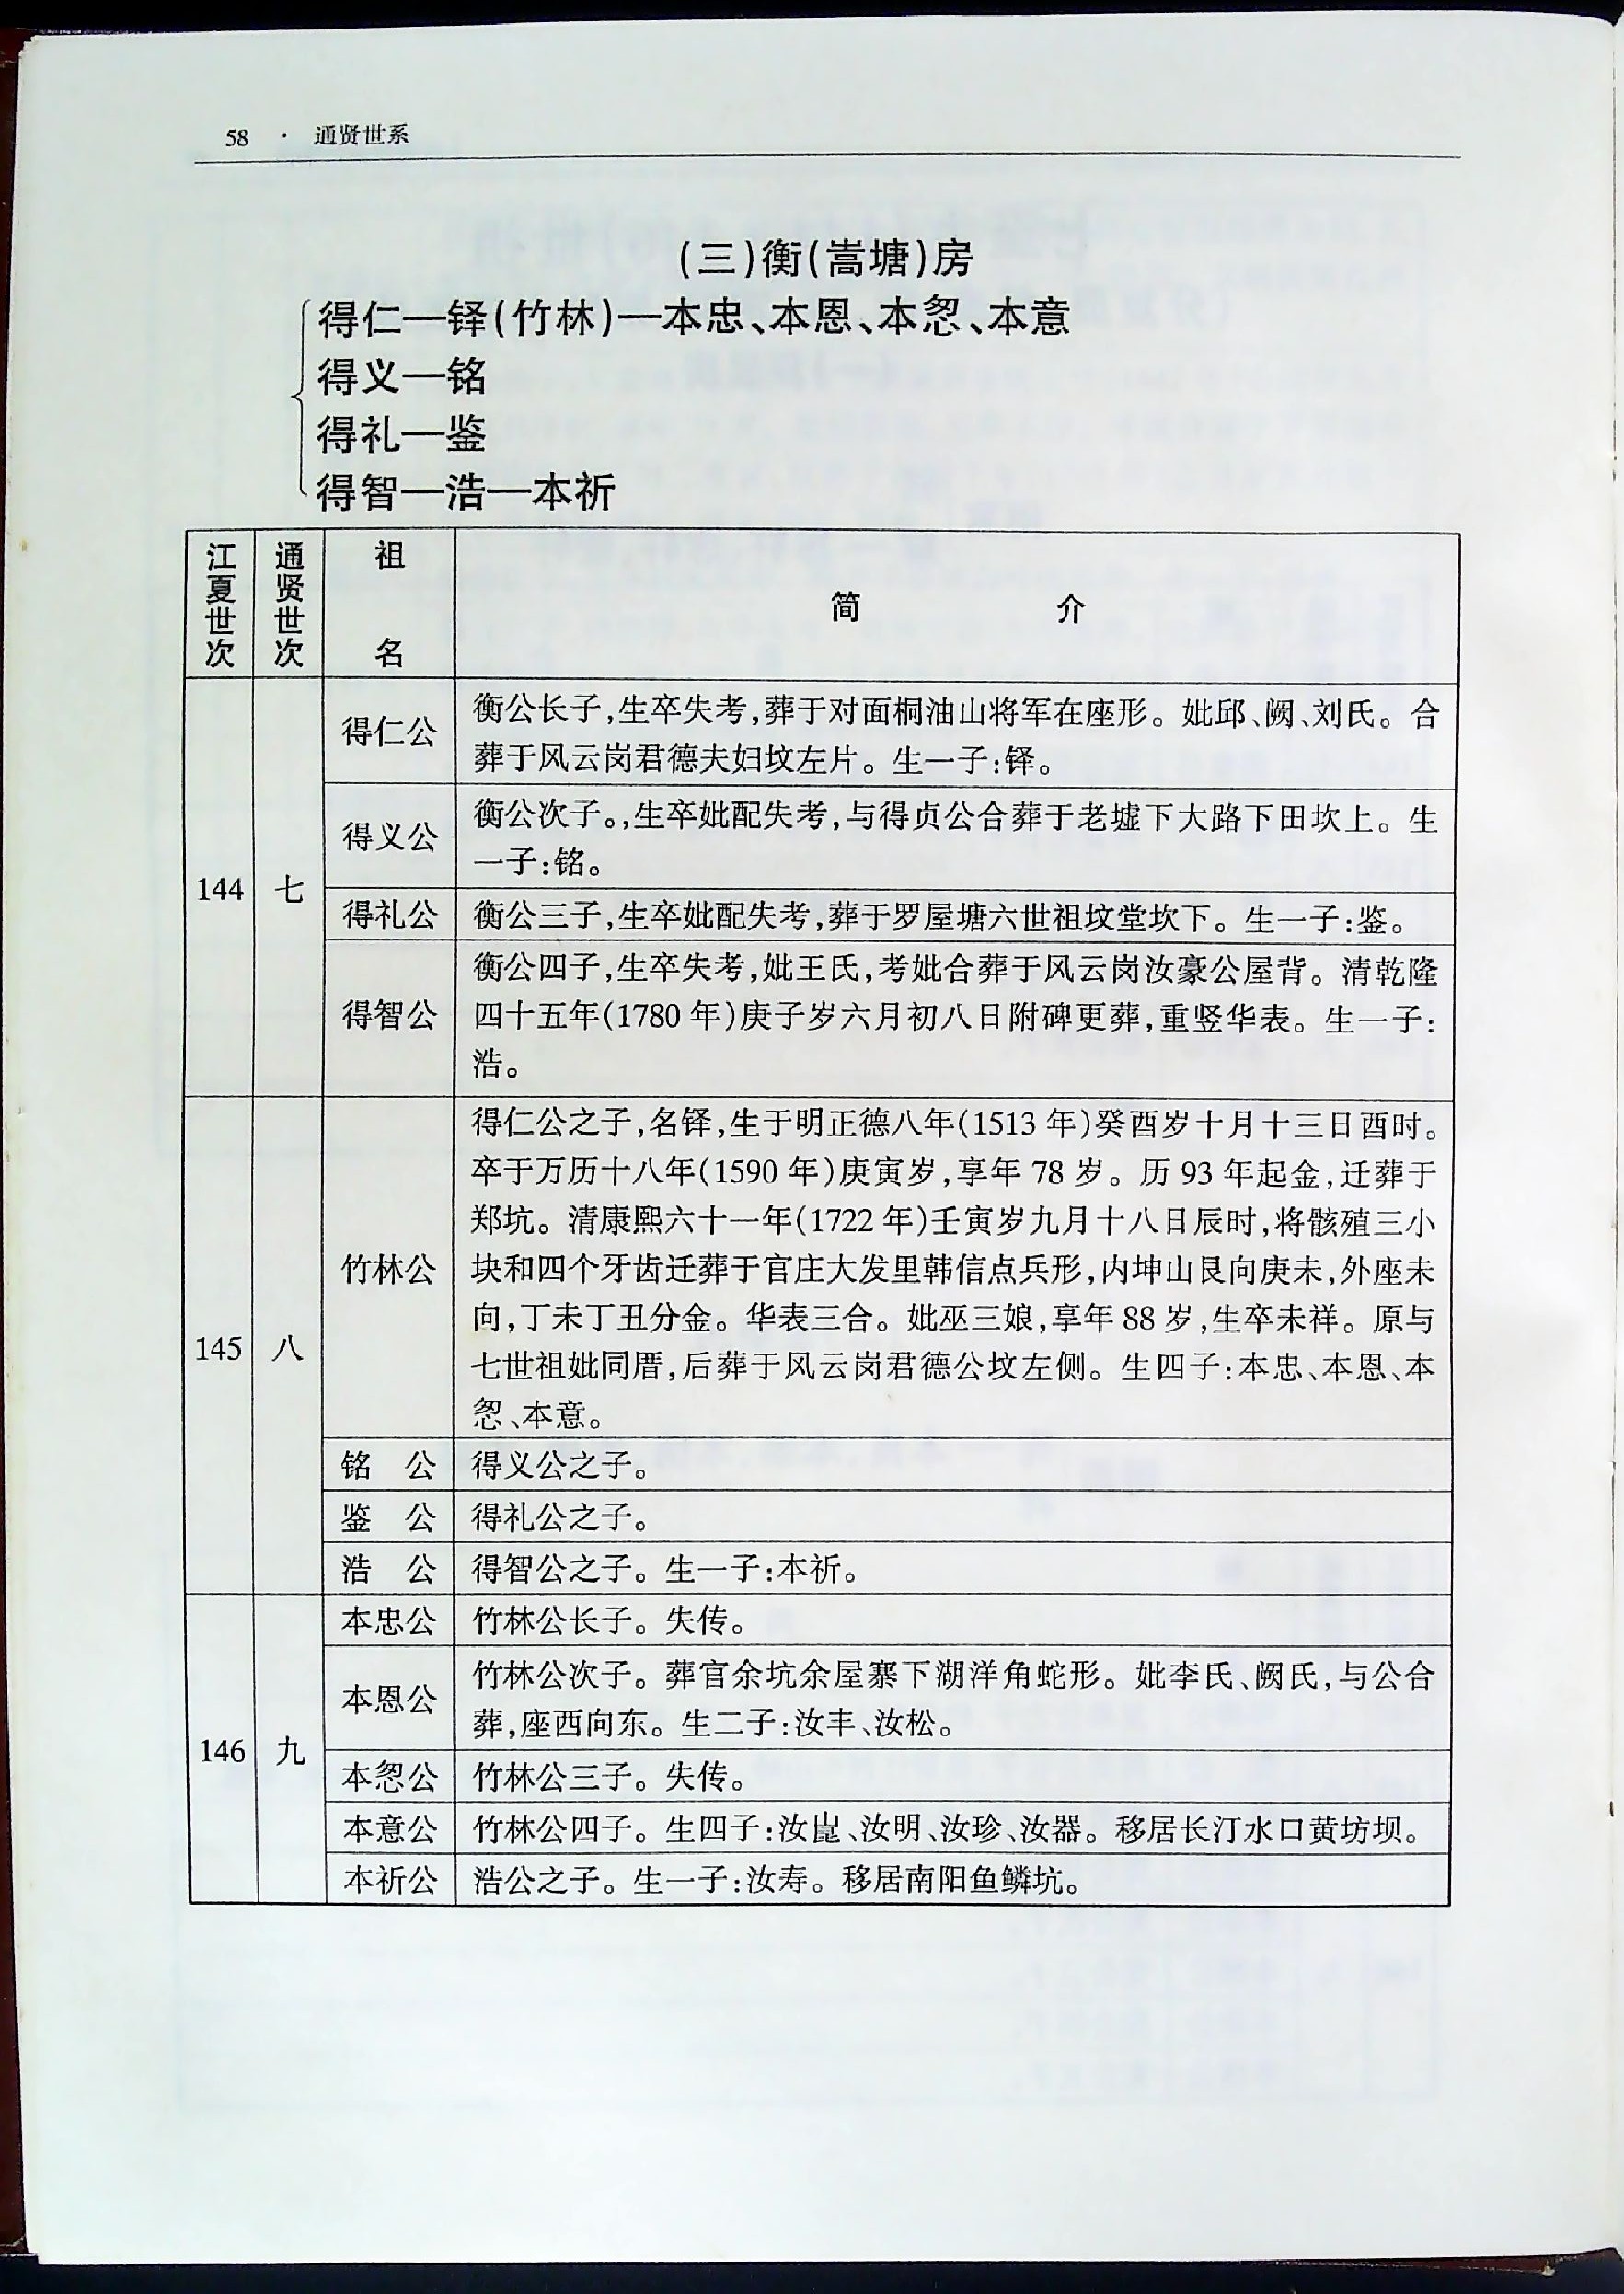 58 · 通贤世系
(三)衡(嵩塘)房
得仁—铎(竹林)—本忠、本恩、本恕、本意
得义—铭
得礼—鉴
得智—浩—本祈
江夏世次 通贤世次 祖名 简介
144 七
得仁公 衡公长子,生卒失考,葬于对面桐油山将军在座形。妣邱、阙、刘氏。合
葬于风云岗君德夫妇坟左片。生一子:铎。
得义公 衡公次子。,生卒妣配失考,与得贞公合葬于老墟下大路下田坎上。生
一子:铭。
得礼公 衡公三子,生卒妣配失考,葬于罗屋塘六世祖坟堂坎下。生一子:鉴。
得智公 衡公四子,生卒失考,妣王氏,考妣合葬于风云岗汝豪公屋背。清乾隆
四十五年(1780年)庚子岁六月初八日附碑更葬,重竖华表。生一子:
浩。
145 八
竹林公 得仁公之子,名铎,生于明正德八年(1513年)癸酉岁十月十三日酉时。
卒于万历十八年(1590年)庚寅岁,享年78岁。历93年起金,迁葬于
郑坑。清康熙六十一年(1722年)壬寅岁九月十八日辰时,将骸殖三小
块和四个牙齿迁葬于官庄大发里韩信点兵形,内坤山艮向庚未,外座未
向,丁未丁丑分金。华表三合。妣巫三娘,享年88岁,生卒未祥。原与
七世祖妣同厝,后葬于风云岗君德公坟左侧。生四子:本忠、本恩、本
恕、本意。
铭公 得义公之子。
鉴公 得礼公之子。
浩公 得智公之子。生一子:本祈。
146 九
本忠公 竹林公长子。失传。
本恩公 竹林公次子。葬官余坑余屋寨下湖洋角蛇形。妣李氏、阙氏,与公合
葬,座西向东。生二子:汝丰、汝松。
本恕公 竹林公三子。失传。
本意公 竹林公四子。生四子:汝崑、汝明、汝珍、汝器。移居长汀水口黄坊坝。
本祈公 浩公之子。生一子:汝寿。移居南阳鱼鳞坑。